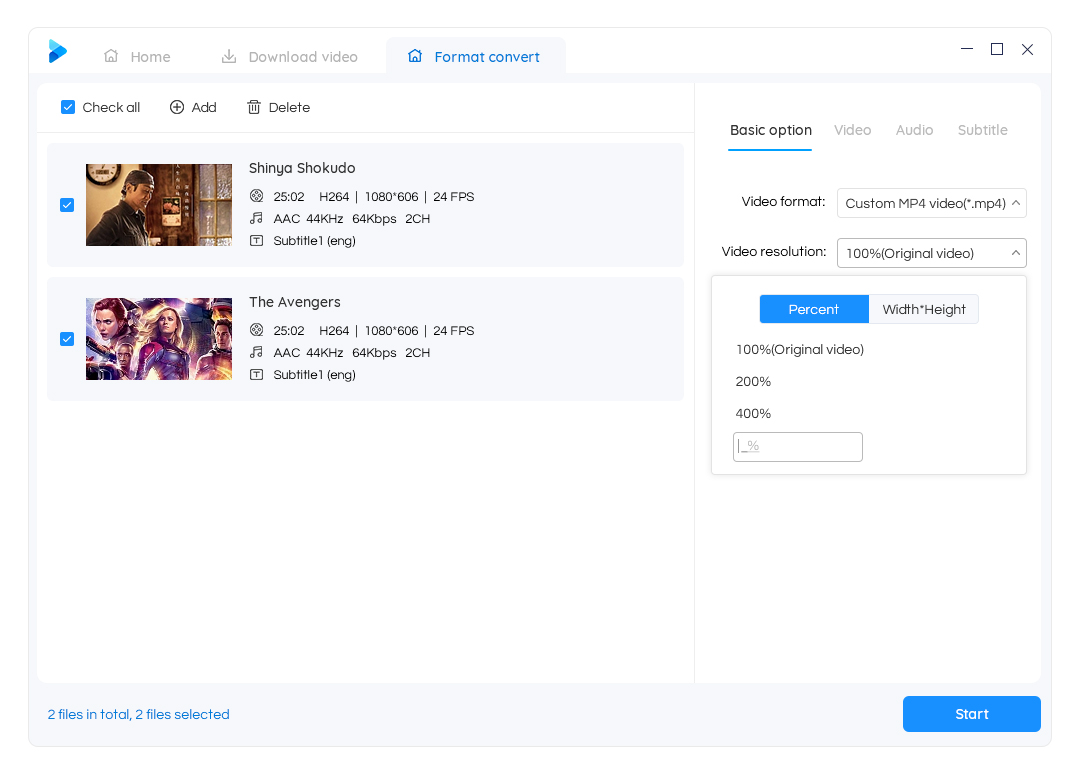 Home
Download video
Format convert
Check all
Add
Delete
Shinya Shokudo
25:02 H264 | 1080*606 | 24 FPS
AAC 44KHz 64Kbps 2CH
Subtitle1 (eng)
The Avengers
25:02 H264 | 1080*606 | 24 FPS
AAC 44KHz 64Kbps 2CH
Subtitle1 (eng)
Basic option
Video
Audio
Subtitle
Video format: Custom MP4 video(*.mp4)
Video resolution: 100%(Original video)
Percent
Width*Height
100%(Original video)
200%
400%
_%
2 files in total, 2 files selected
Start